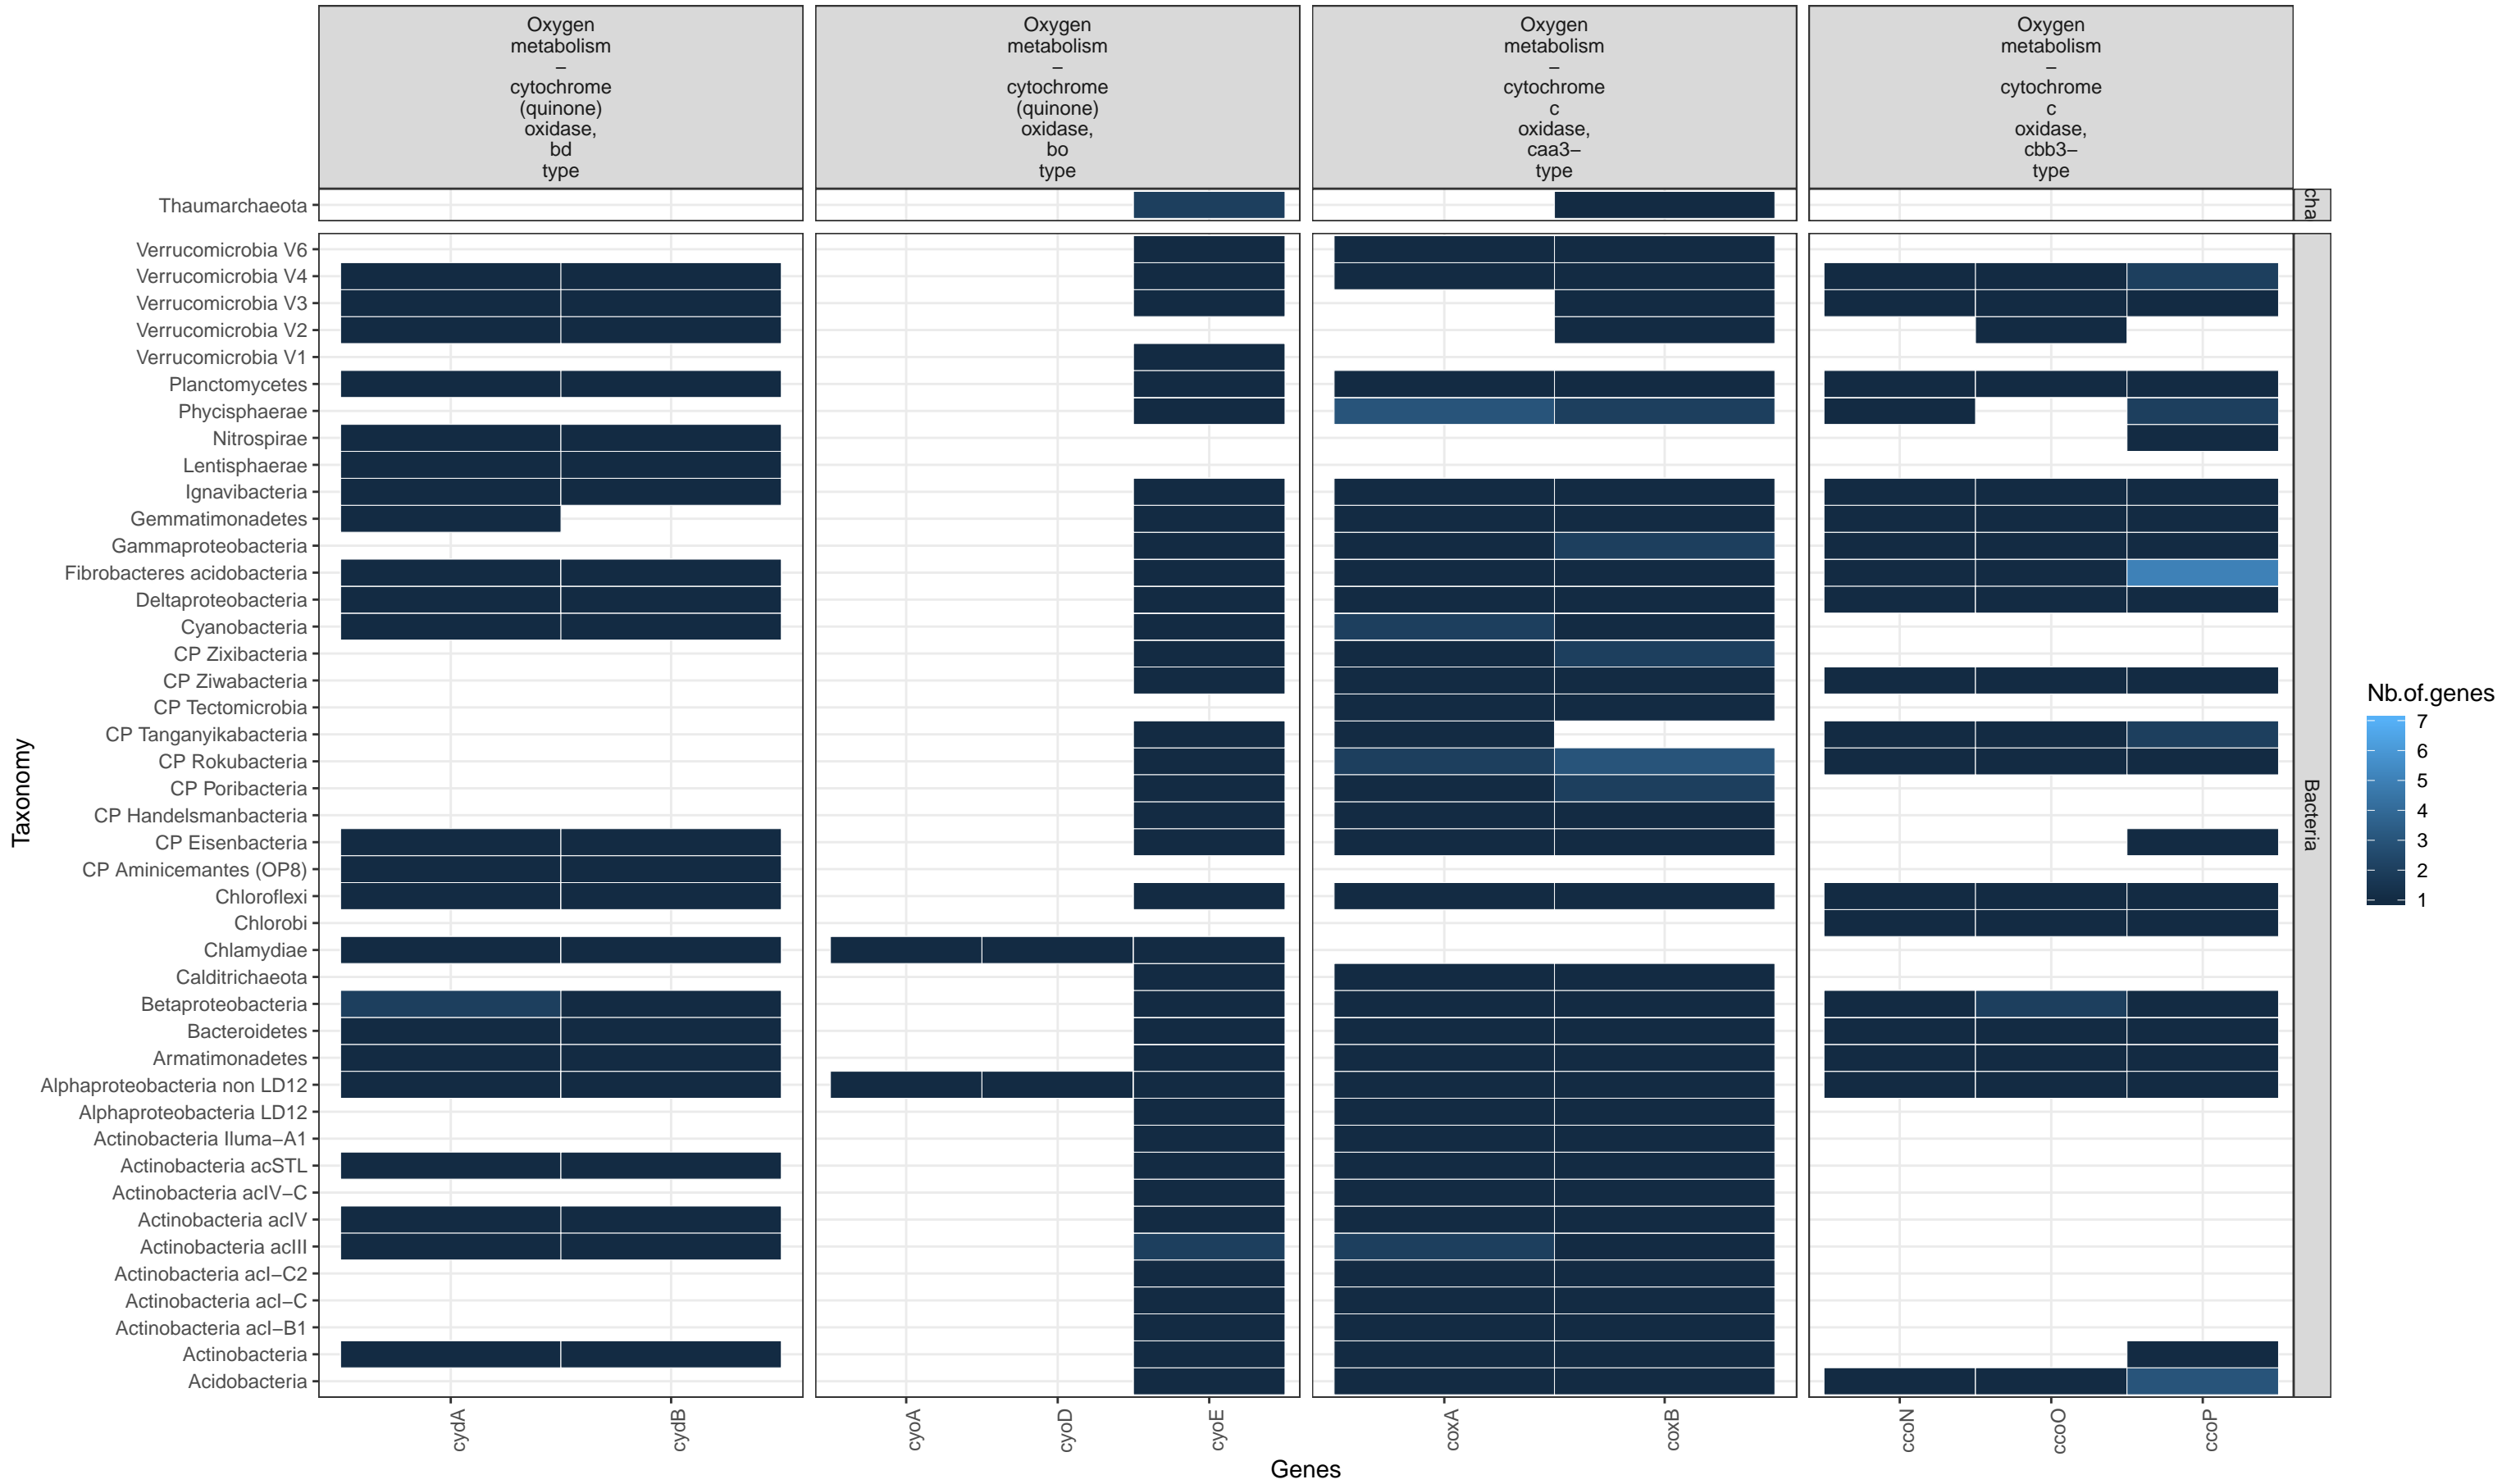 Oxygen
metabolism
–
cytochrome
(quinone)
oxidase,
bd
type
Oxygen
metabolism
–
cytochrome
(quinone)
oxidase,
bo
type
Oxygen
metabolism
–
cytochrome
c
oxidase,
caa3–
type
Oxygen
metabolism
–
cytochrome
c
oxidase,
cbb3–
type
Thaumarchaeota
cha
Verrucomicrobia V6
Verrucomicrobia V4
Verrucomicrobia V3
Verrucomicrobia V2
Verrucomicrobia V1
Planctomycetes
Phycisphaerae
Nitrospirae
Lentisphaerae
Ignavibacteria
Gemmatimonadetes
Gammaproteobacteria
Fibrobacteres acidobacteria
Deltaproteobacteria
Cyanobacteria
CP Zixibacteria
CP Ziwabacteria
CP Tectomicrobia
CP Tanganyikabacteria
CP Rokubacteria
CP Poribacteria
CP Handelsmanbacteria
CP Eisenbacteria
CP Aminicemantes (OP8)
Chloroflexi
Chlorobi
Chlamydiae
Calditrichaeota
Betaproteobacteria
Bacteroidetes
Armatimonadetes
Alphaproteobacteria non LD12
Alphaproteobacteria LD12
Actinobacteria Iluma–A1
Actinobacteria acSTL
Actinobacteria acIV–C
Actinobacteria acIV
Actinobacteria acIII
Actinobacteria acI–C2
Actinobacteria acI–C
Actinobacteria acI–B1
Actinobacteria
Acidobacteria
Taxonomy
Bacteria
cydA
cydB
cyoA
cyoD
cyoE
coxA
coxB
ccoN
ccoO
ccoP
Genes
Nb.of.genes
7
6
5
4
3
2
1